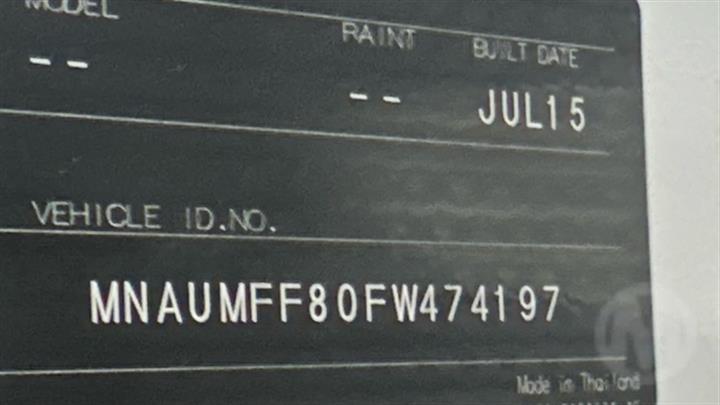 MODEL
PAINT BUILT DATE
-- -- JUL15
VEHICLE ID.NO.
MNAUMFF80FW474197
Made in Thailand